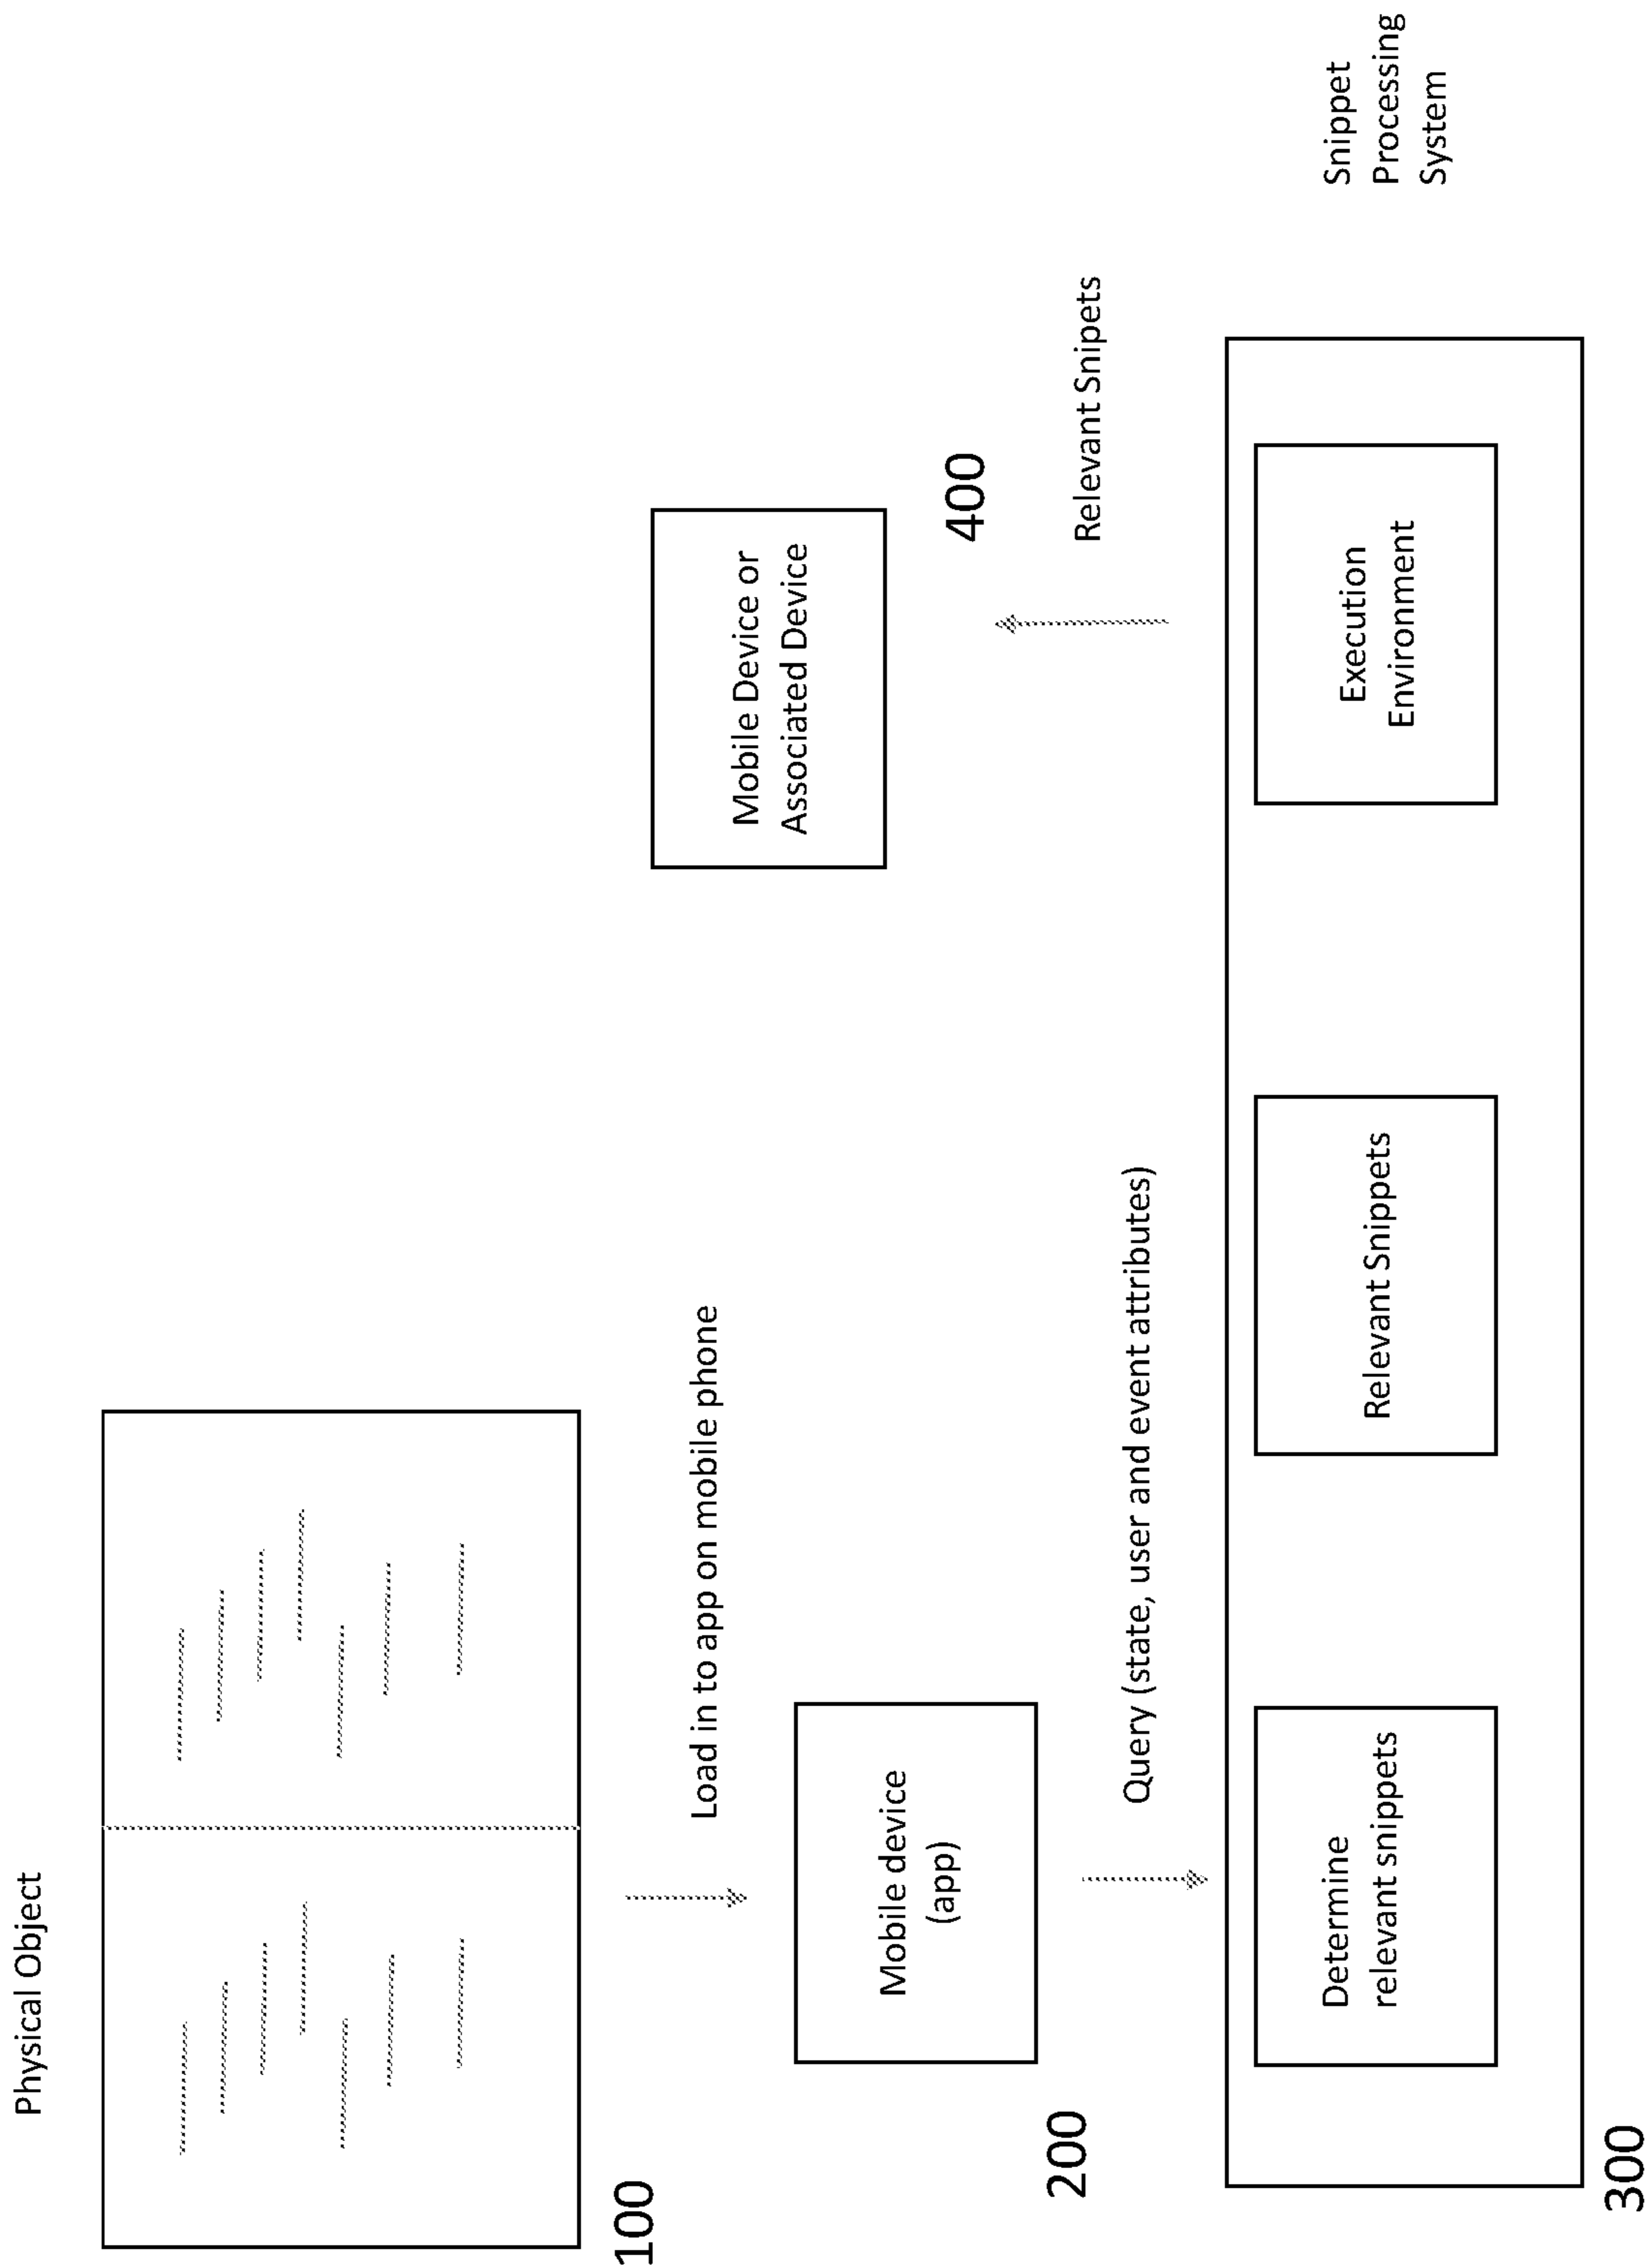 Physical Object
100
Load in to app on mobile phone
Mobile device
(app)
200
Query (state, user and event attributes)
Mobile Device or
Associated Device
400
Relevant Snipets
Determine
relevant snippets
Relevant Snippets
Execution
Environment
Snippet
Processing
System
300